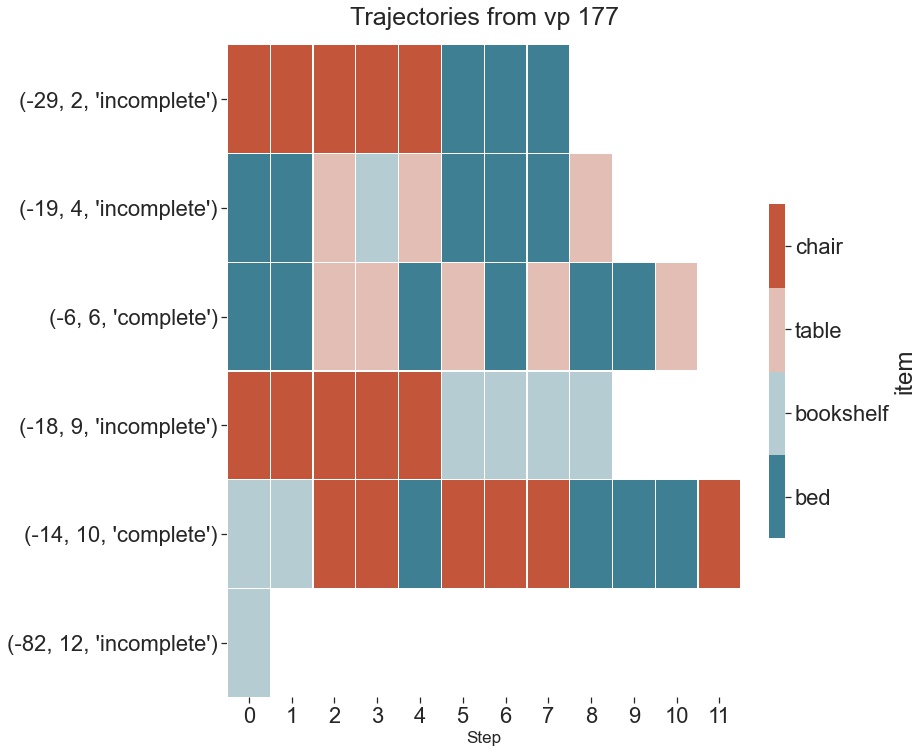 Trajectories from vp 177
(-29, 2, 'incomplete')
(-19, 4, 'incomplete')
(-6, 6, 'complete')
(-18, 9, 'incomplete')
(-14, 10, 'complete')
(-82, 12, 'incomplete')
0 1 2 3 4 5 6 7 8 9 10 11
Step
chair
table
bookshelf
bed
item